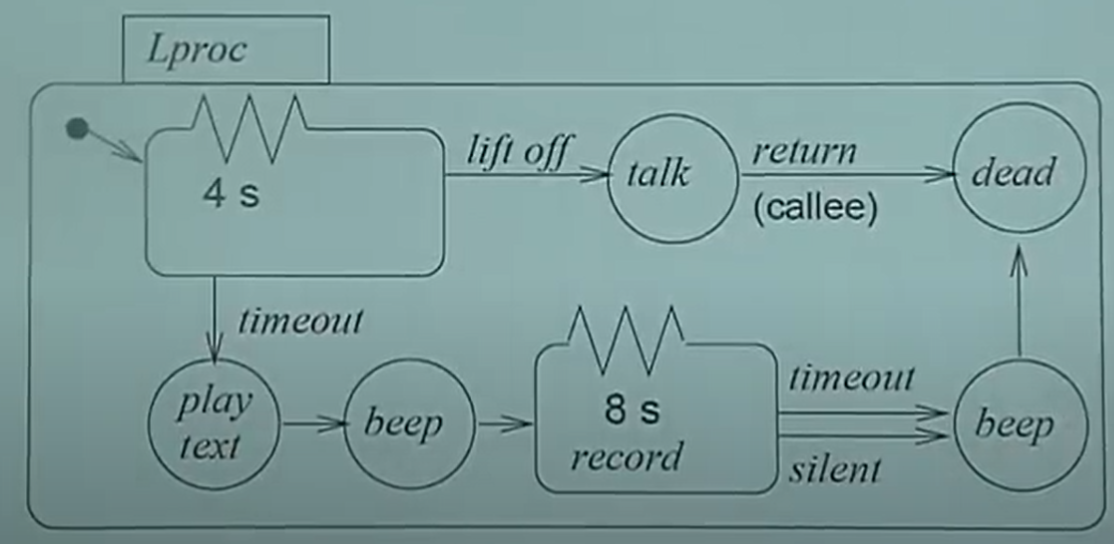 Lproc
4 s
lift off
talk
return
(callee)
dead
timeout
play
text
beep
8 s
record
timeout
silent
beep